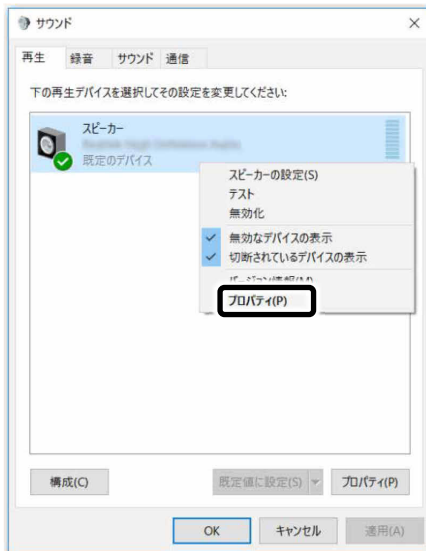 サウンド
再生 録音 サウンド 通信
下の再生デバイスを選択してその設定を変更してください:
スピーカー
既定のデバイス
スピーカーの設定(S)
テスト
無効化
無効なデバイスの表示
切断されているデバイスの表示
プロパティ(P)
構成(C) 既定値に設定(S) プロパティ(P)
OK キャンセル 適用(A)